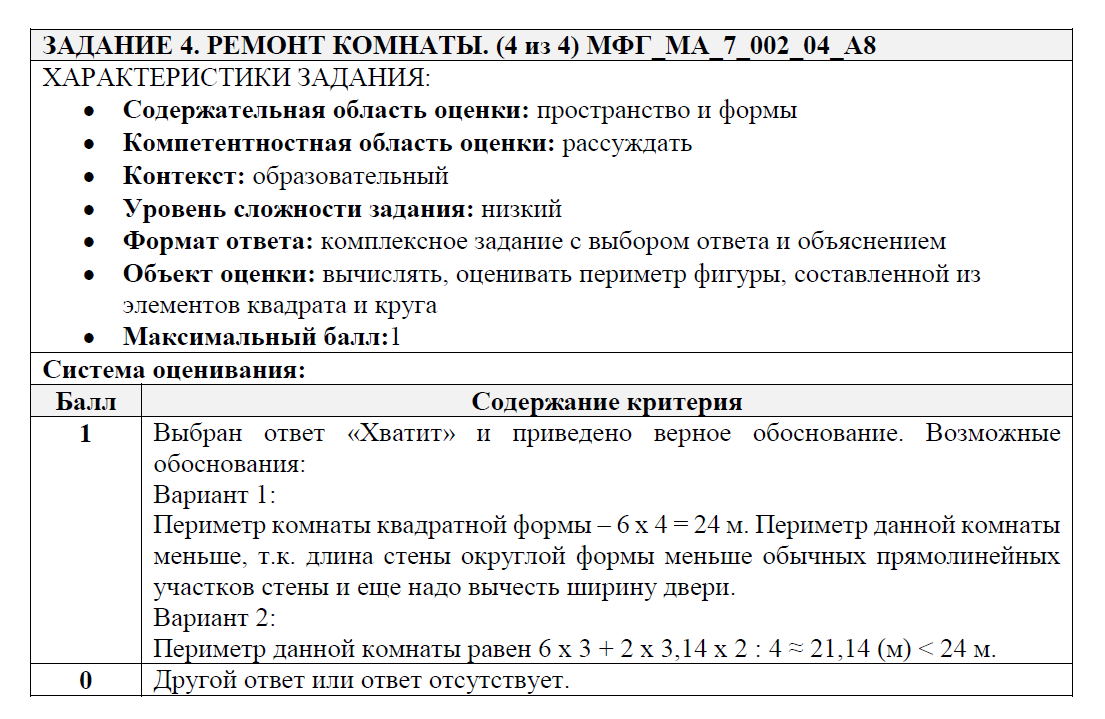 ЗАДАНИЕ 4. РЕМОНТ КОМНАТЫ. (4 из 4) МФГ_МА_7_002_04_А8
ХАРАКТЕРИСТИКИ ЗАДАНИЯ:
• Содержательная область оценки: пространство и формы
• Компетентностная область оценки: рассуждать
• Контекст: образовательный
• Уровень сложности задания: низкий
• Формат ответа: комплексное задание с выбором ответа и объяснением
• Объект оценки: вычислять, оценивать периметр фигуры, составленной из
элементов квадрата и круга
• Максимальный балл:1
Система оценивания:
Балл Содержание критерия
1 Выбран ответ «Хватит» и приведено верное обоснование. Возможные
обоснования:
Вариант 1:
Периметр комнаты квадратной формы – 6 х 4 = 24 м. Периметр данной комнаты
меньше, т.к. длина стены округлой формы меньше обычных прямолинейных
участков стены и еще надо вычесть ширину двери.
Вариант 2:
Периметр данной комнаты равен 6 х 3 + 2 х 3,14 х 2 : 4 ≈ 21,14 (м) < 24 м.
0 Другой ответ или ответ отсутствует.